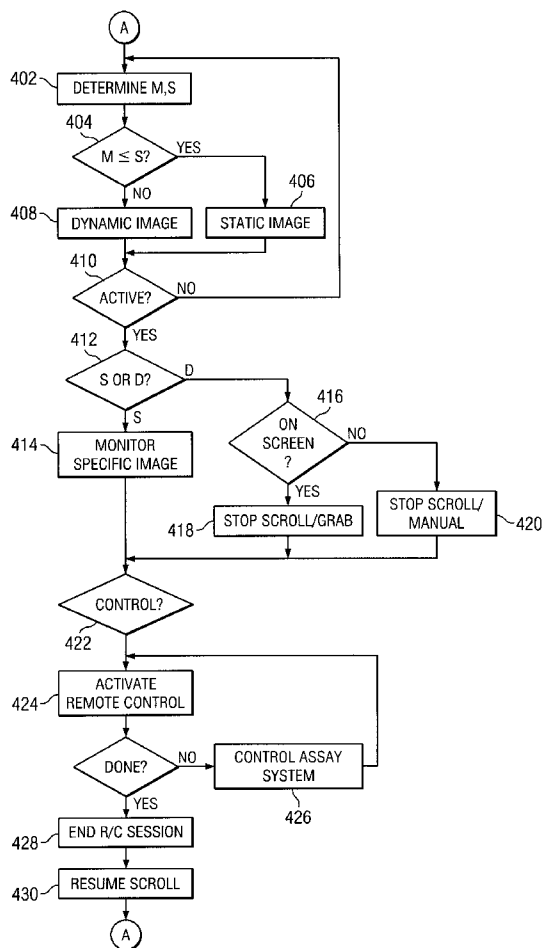 A
402
DETERMINE M,S
404
M ≤ S?
YES
NO
406
408
DYNAMIC IMAGE
STATIC IMAGE
410
ACTIVE?
NO
YES
412
S OR D?
D
S
416
ON
SCREEN
?
NO
YES
414
MONITOR
SPECIFIC IMAGE
418
STOP SCROLL/GRAB
STOP SCROLL/
MANUAL
420
CONTROL?
422
424
ACTIVATE
REMOTE CONTROL
DONE?
NO
YES
CONTROL ASSAY
SYSTEM
426
428
END R/C SESSION
430
RESUME SCROLL
A